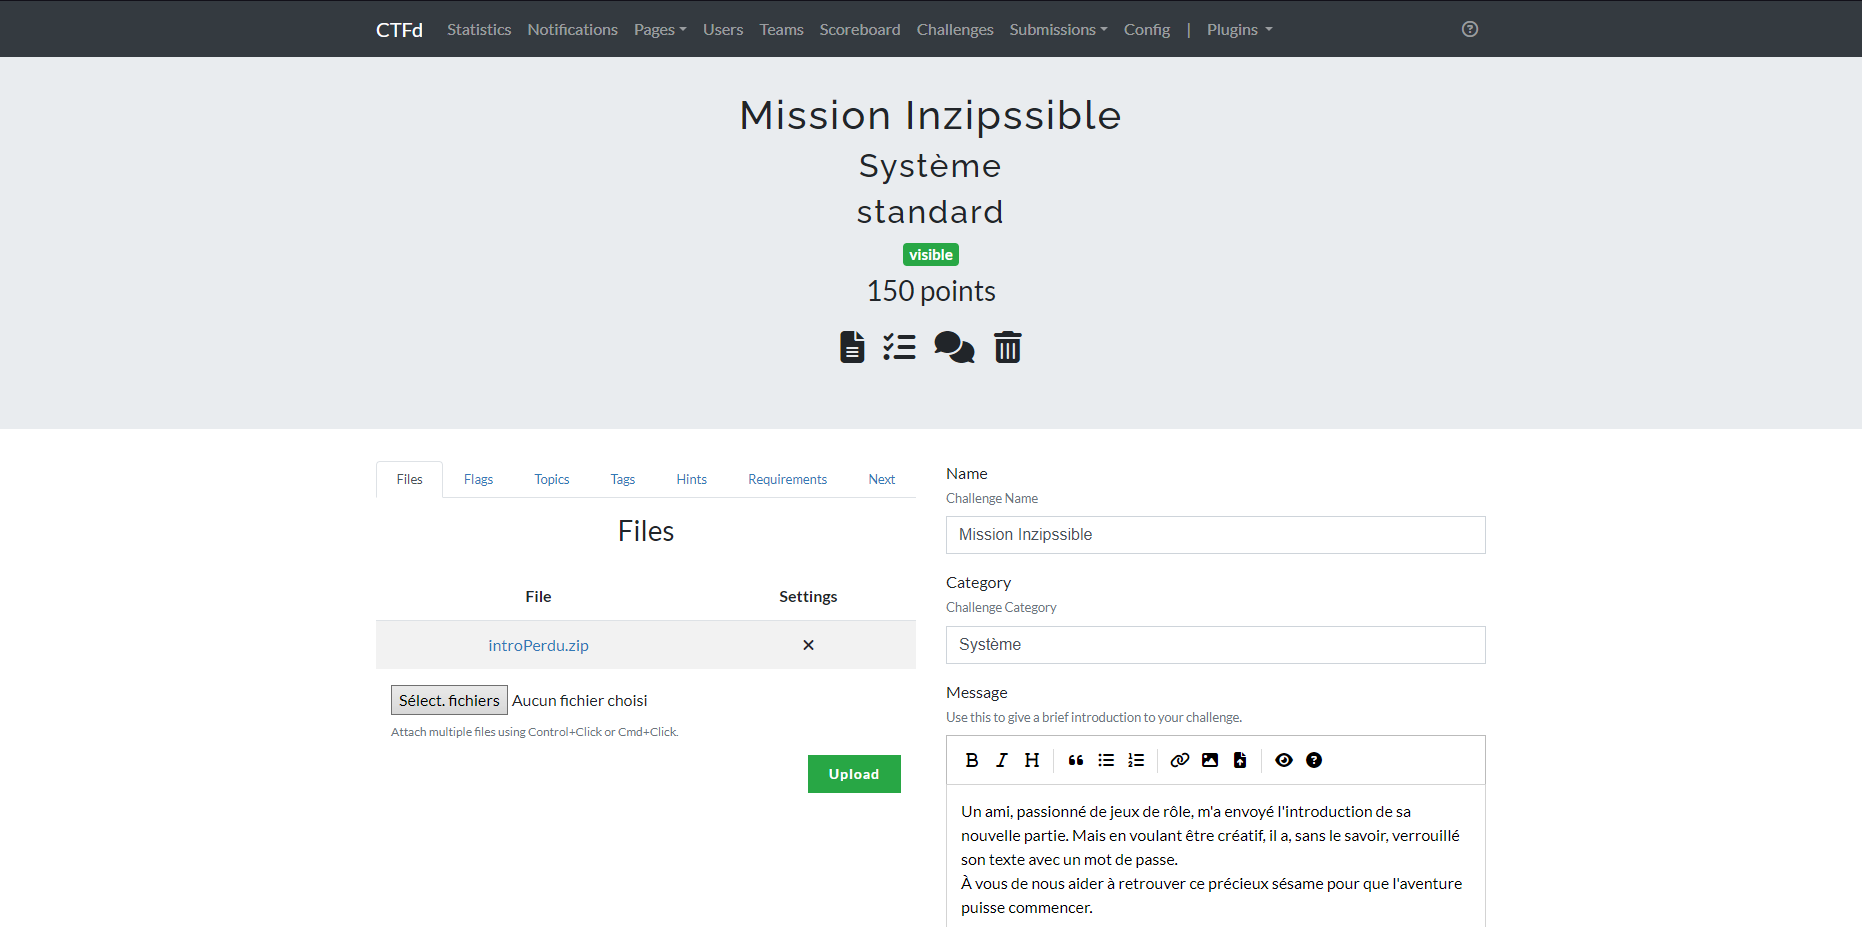 CTFd Statistics Notifications Pages Users Teams Scoreboard Challenges Submissions Config | Plugins
Mission Inzipssible
Système
standard
visible
150 points
Files Flags Topics Tags Hints Requirements Next
Files
File Settings
introPerdu.zip
Sélect. fichiers Aucun fichier choisi
Attach multiple files using Control+Click or Cmd+Click.
Upload
Name
Challenge Name
Mission Inzipssible
Category
Challenge Category
Système
Message
Use this to give a brief introduction to your challenge.
B I H
Un ami, passionné de jeux de rôle, m'a envoyé l'introduction de sa
nouvelle partie. Mais en voulant être créatif, il a, sans le savoir, verrouillé
son texte avec un mot de passe.
À vous de nous aider à retrouver ce précieux sésame pour que l'aventure
puisse commencer.